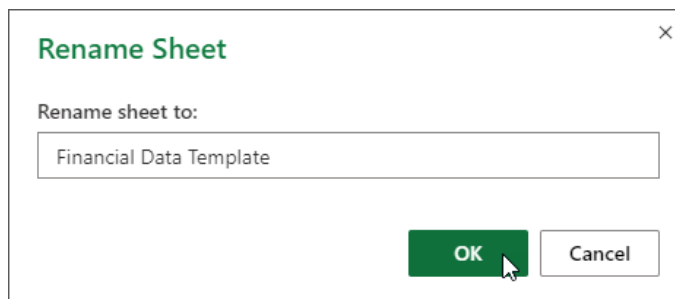 Rename Sheet
Rename sheet to:
Financial Data Template
OK Cancel